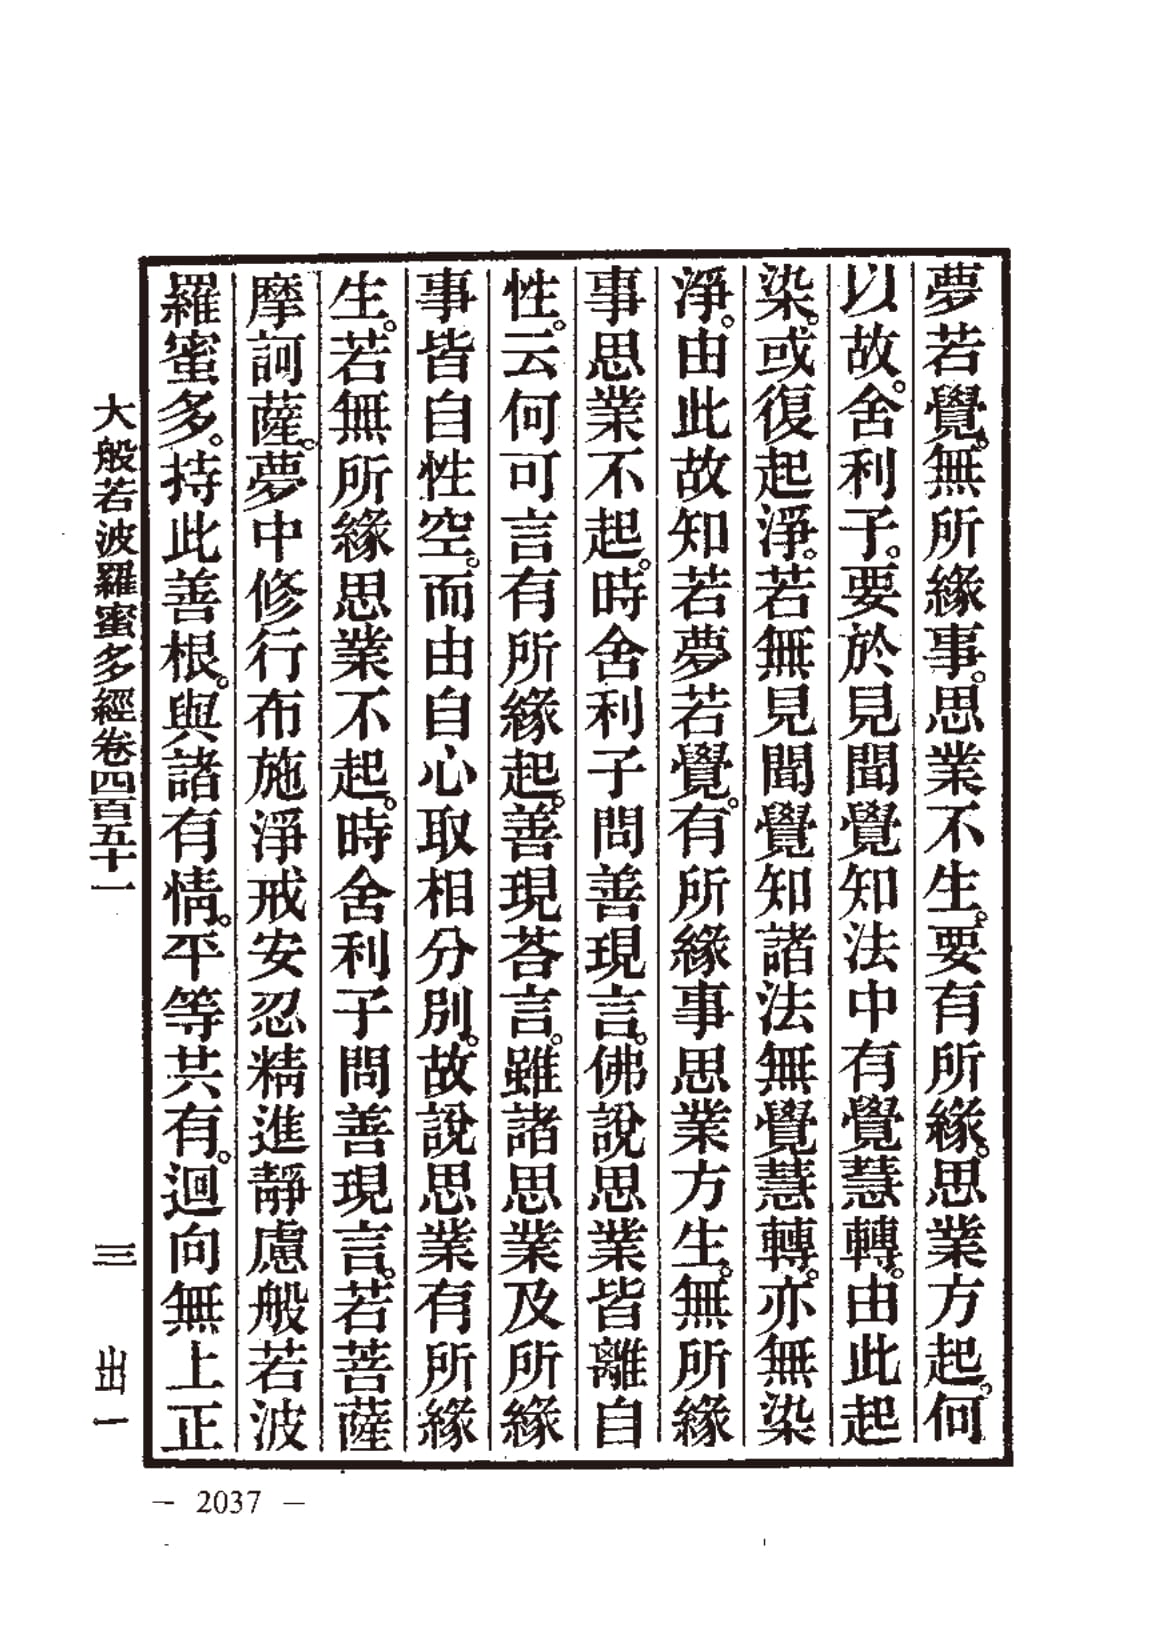 夢若覺。無所緣事。思業不生。要有所緣。思業方起。何
以故。舍利子。要於見聞覺知法中有覺慧轉。由此起
染。或復起淨。若無見聞覺知諸法無覺慧轉。亦無染
淨。由此故知若夢若覺。有所緣事思業方生。無所緣
事思業不起。時舍利子問善現言。佛說思業皆離自
性。云何可言有所緣起。善現荅言。雖諸思業及所緣
事皆自性空。而由自心取相分別。故說思業有所緣
生。若無所緣思業不起。時舍利子問善現言。若菩薩
摩訶薩。夢中修行布施淨戒安忍精進靜慮般若波
羅蜜多。持此善根。與諸有情。平等共有。迴向無上正
大般若波羅蜜多經卷四百五十一 三 出一
— 2037 —